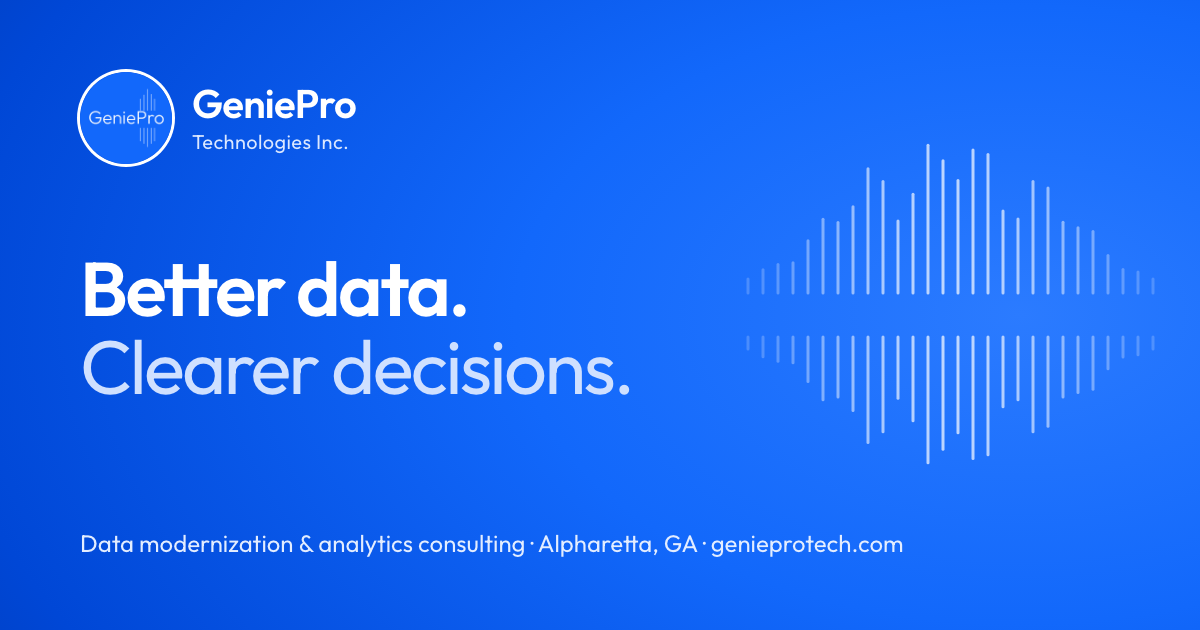 GeniePro
GeniePro
Technologies Inc.
Better data.
Clearer decisions.
Data modernization & analytics consulting · Alpharetta, GA · genieprotech.com